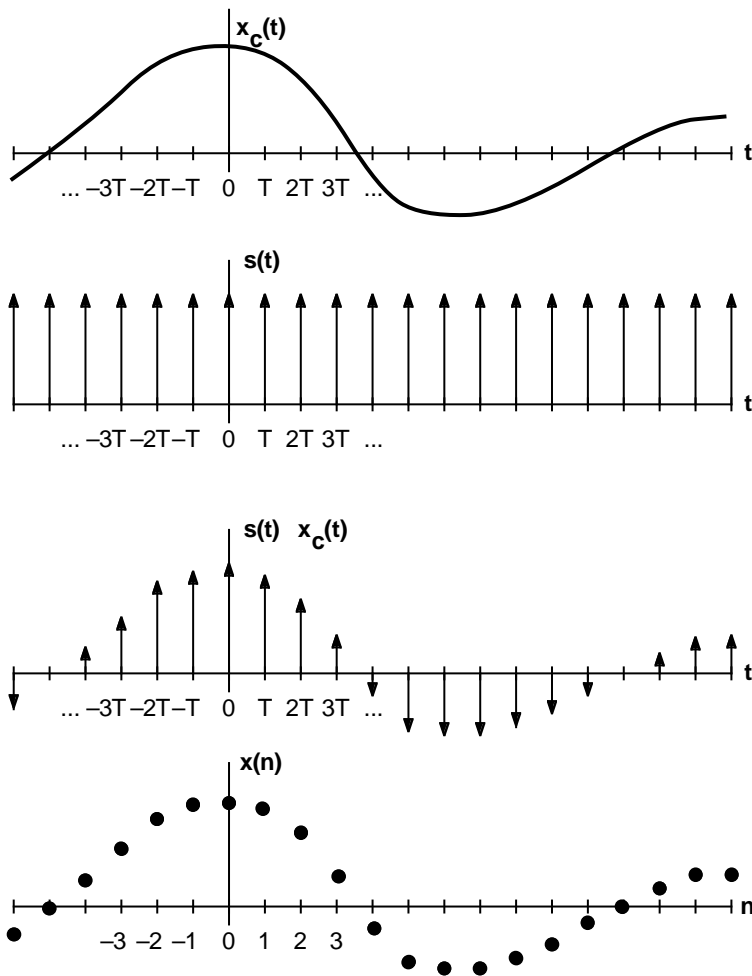 x_c(t)
t
... –3T –2T –T 0 T 2T 3T ...
s(t)
t
... –3T –2T –T 0 T 2T 3T ...
s(t) x_c(t)
t
... –3T –2T –T 0 T 2T 3T ...
x(n)
n
–3 –2 –1 0 1 2 3